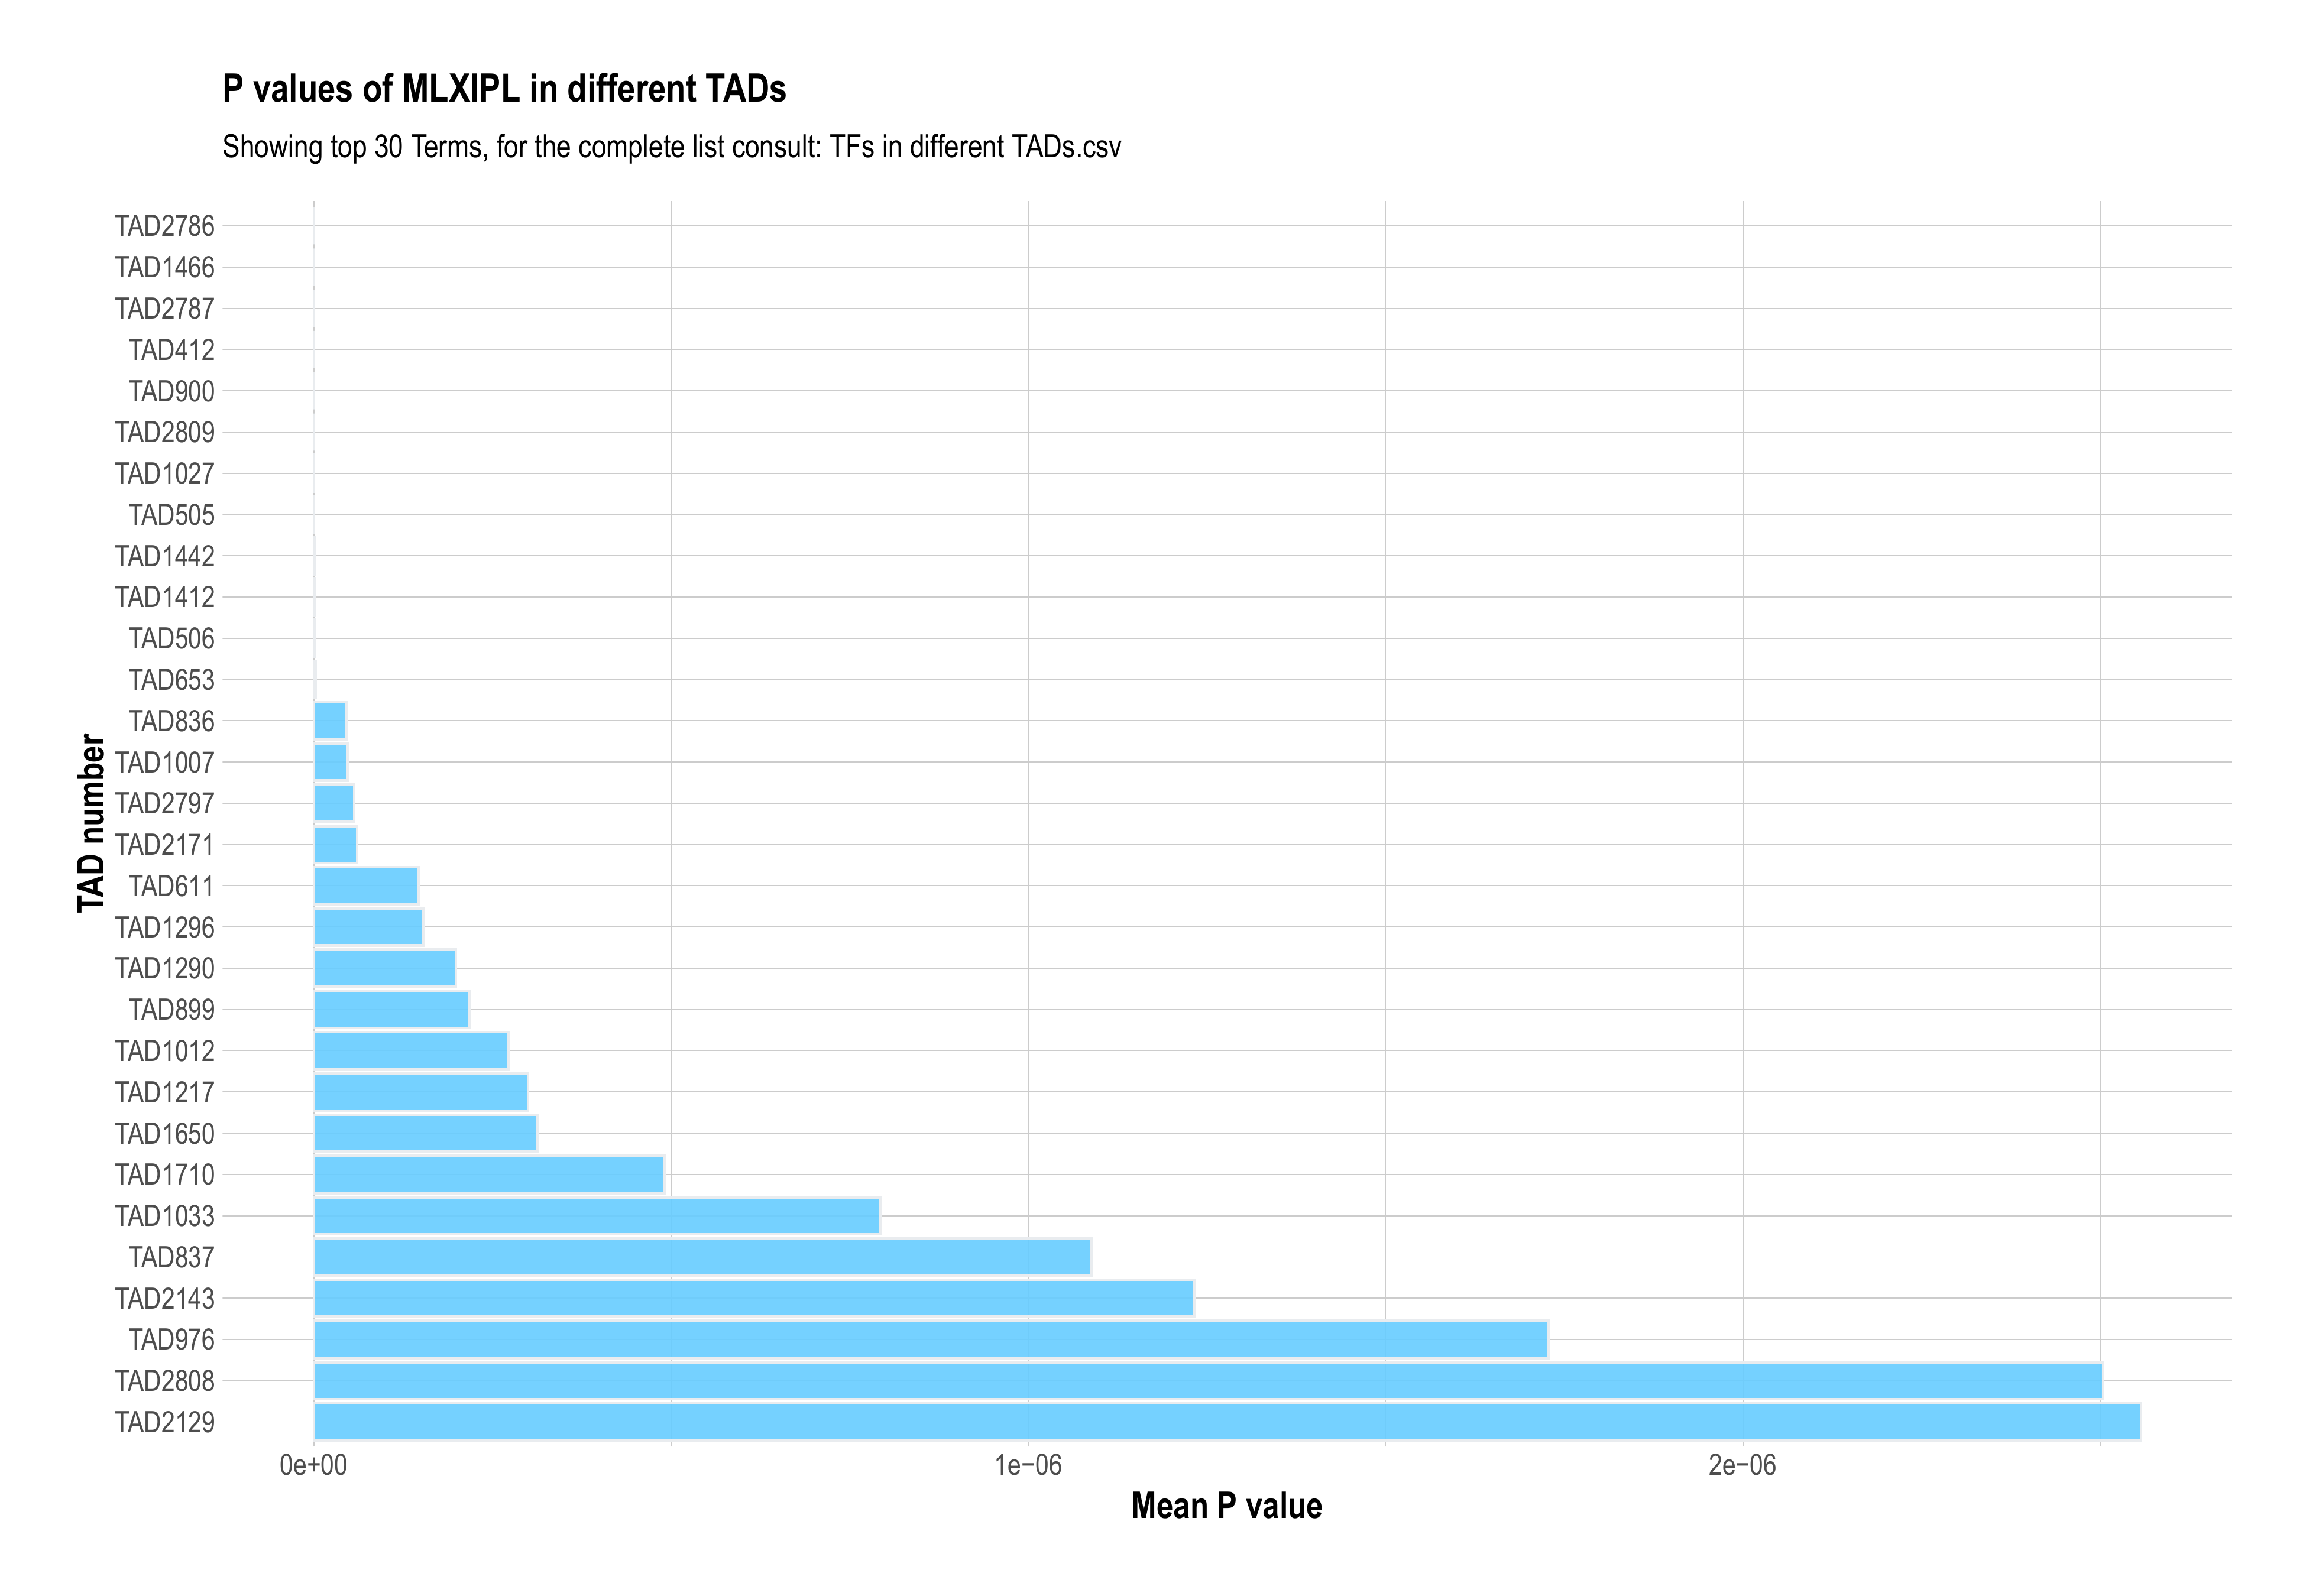 P values of MLXIPL in different TADs
Showing top 30 Terms, for the complete list consult: TFs in different TADs.csv
TAD number
TAD2786
TAD1466
TAD2787
TAD412
TAD900
TAD2809
TAD1027
TAD505
TAD1442
TAD1412
TAD506
TAD653
TAD836
TAD1007
TAD2797
TAD2171
TAD611
TAD1296
TAD1290
TAD899
TAD1012
TAD1217
TAD1650
TAD1710
TAD1033
TAD837
TAD2143
TAD976
TAD2808
TAD2129
0e+00 1e−06 2e−06
Mean P value